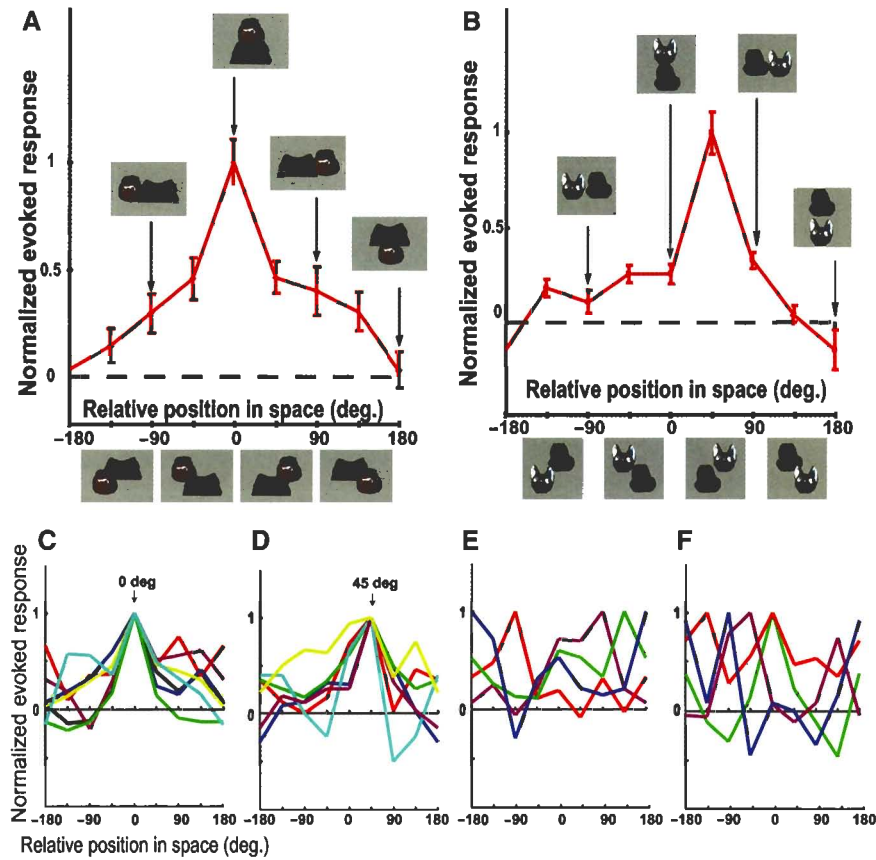 A
Normalized evoked response
1
0.5
0
Relative position in space (deg.)
−180 −90 0 90 180
B
Normalized evoked response
1
0.5
0
Relative position in space (deg.)
−180 −90 0 90 180
C
Normalized evoked response
0 deg
1
0
−180 −90 0 90 180
Relative position in space (deg.)
D
45 deg
1
0
−180 −90 0 90 180
E
1
0
−180 −90 0 90 180
F
1
0
−180 −90 0 90 180